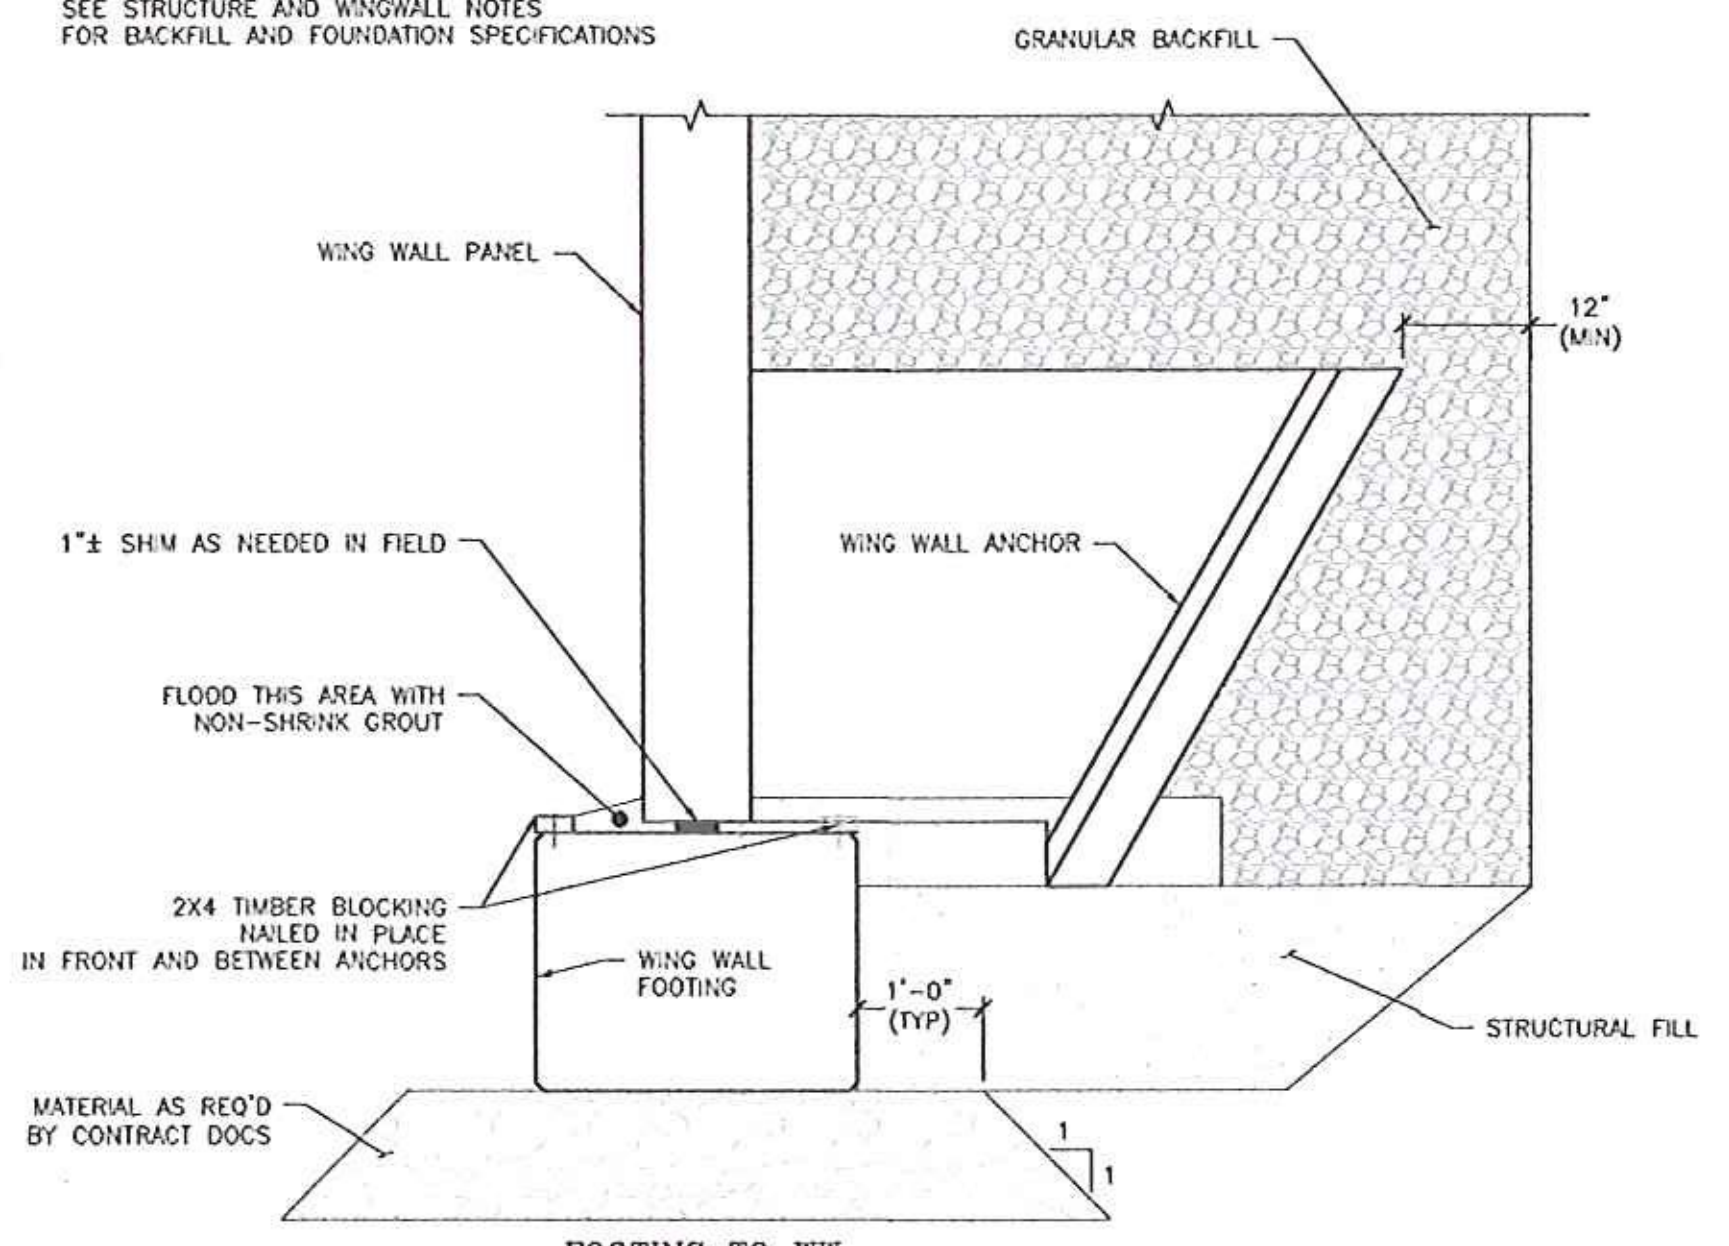 SEE STRUCTURE AND WINGWALL NOTES
FOR BACKFILL AND FOUNDATION SPECIFICATIONS
GRANULAR BACKFILL
WING WALL PANEL
12"
(MIN)
1"± SHIM AS NEEDED IN FIELD
WING WALL ANCHOR
FLOOD THIS AREA WITH
NON-SHRINK GROUT
2X4 TIMBER BLOCKING
NAILED IN PLACE
IN FRONT AND BETWEEN ANCHORS
WING WALL
FOOTING
1'-0"
(TYP)
STRUCTURAL FILL
MATERIAL AS REQ'D
BY CONTRACT DOCS
1
1
FOOTING TO WW